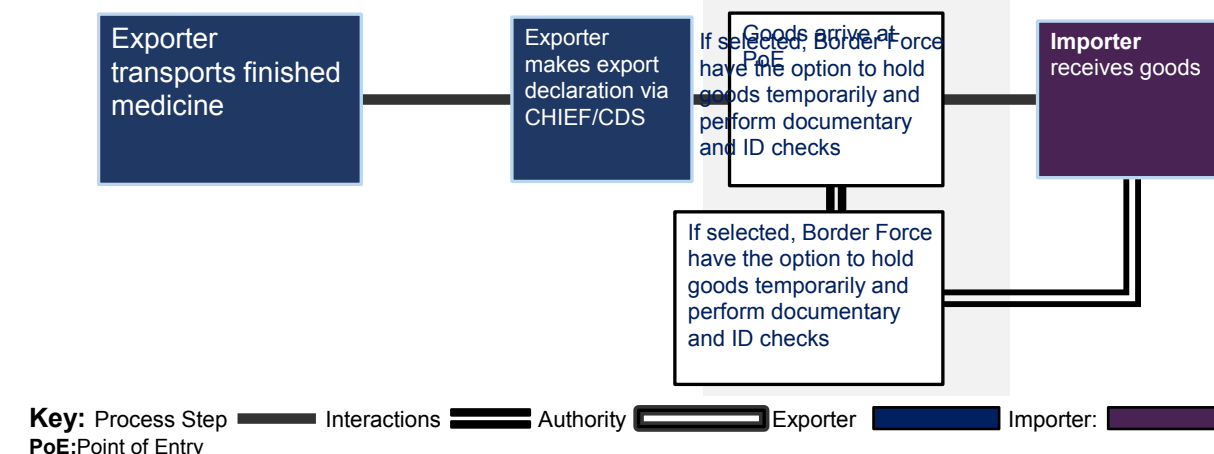 Exporter
transports finished
medicine
Exporter
makes export
declaration via
CHIEF/CDS
Goods arrive at
PoE
If selected, Border Force
have the option to hold
goods temporarily and
perform documentary
and ID checks
Importer
receives goods
If selected, Border Force
have the option to hold
goods temporarily and
perform documentary
and ID checks
Key: Process Step Interactions Authority Exporter Importer:
PoE:Point of Entry